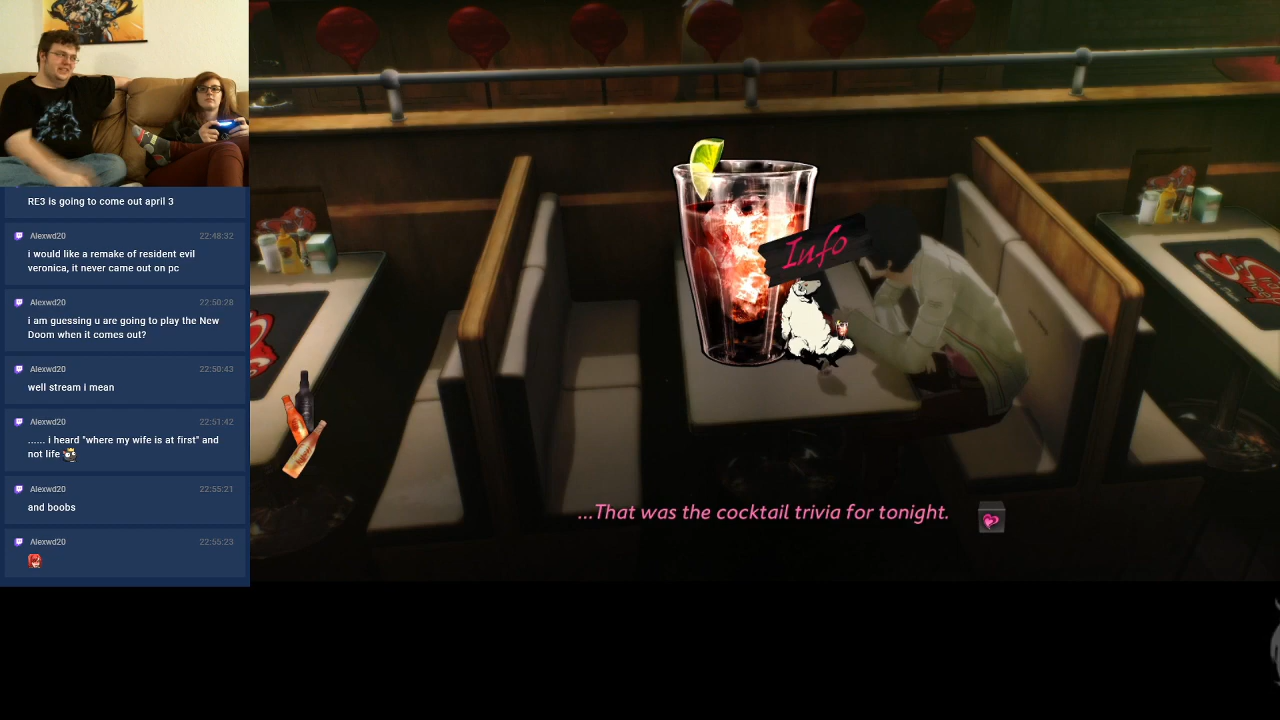 RE3 is going to come out april 3
Alexwd20 22:48:32
i would like a remake of resident evil
veronica, it never came out on pc
Alexwd20 22:50:28
i am guessing u are going to play the New
Doom when it comes out?
Alexwd20 22:50:43
well stream i mean
Alexwd20 22:51:42
...... i heard "where my wife is at first" and
not life
Alexwd20 22:55:21
and boobs
Alexwd20 22:55:23
Info
...That was the cocktail trivia for tonight.